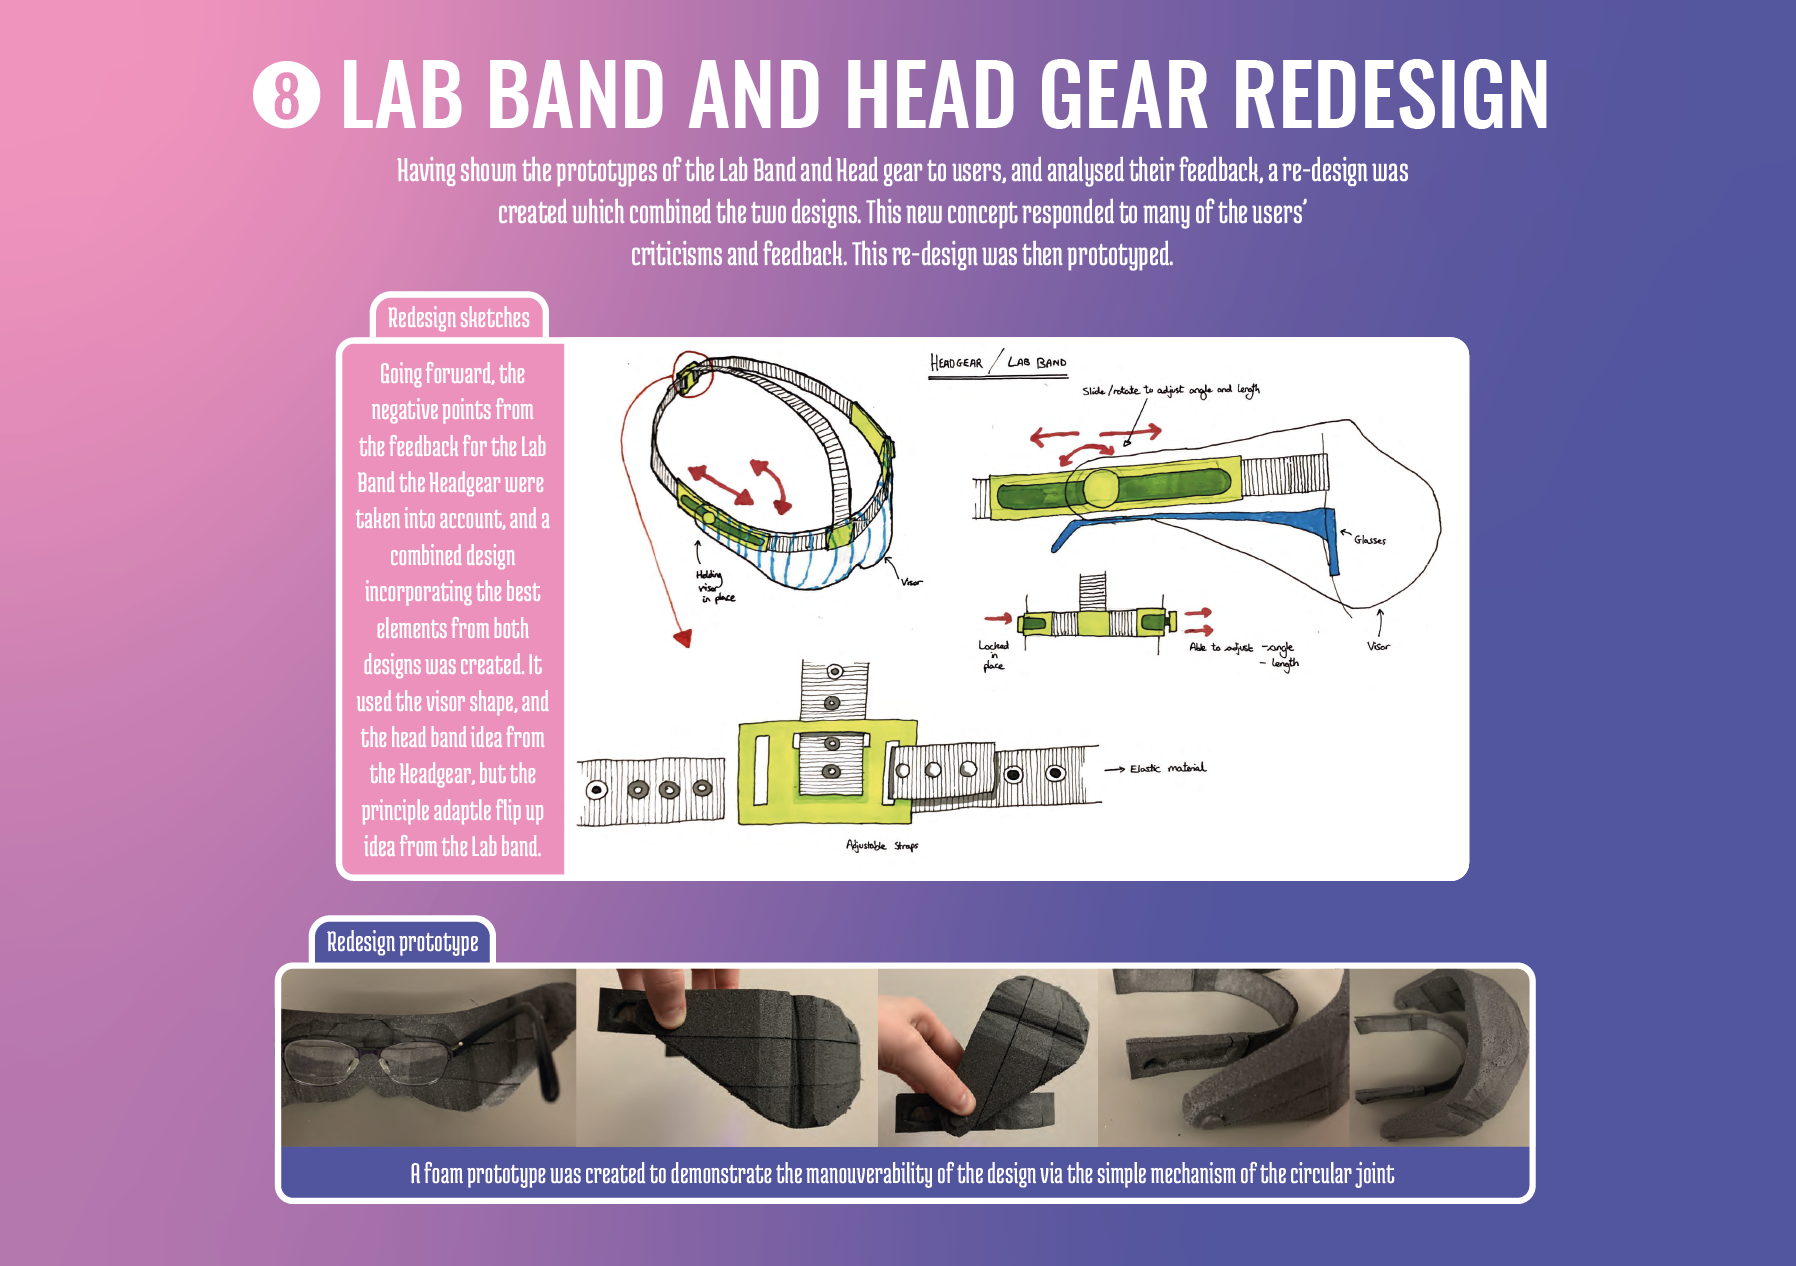 8 LAB BAND AND HEAD GEAR REDESIGN
Having shown the prototypes of the Lab Band and Head gear to users, and analysed their feedback, a re-design was
created which combined the two designs. This new concept responded to many of the users'
criticisms and feedback. This re-design was then prototyped.
Redesign sketches
Going forward, the
negative points from
the feedback for the Lab
Band the Headgear were
taken into account, and a
combined design
incorporating the best
elements from both
designs was created. It
used the visor shape, and
the head band idea from
the Headgear, but the
principle adaptle flip up
idea from the Lab band.
HEADGEAR / LAB BAND
Slide/rotate to adjust angle and length
Holding
visor
in place
Visor
Glasses
Locked
in
place
Able to adjust - angle
- length
Visor
Elastic material
Adjustable Straps
Redesign prototype
A foam prototype was created to demonstrate the manouverability of the design via the simple mechanism of the circular joint